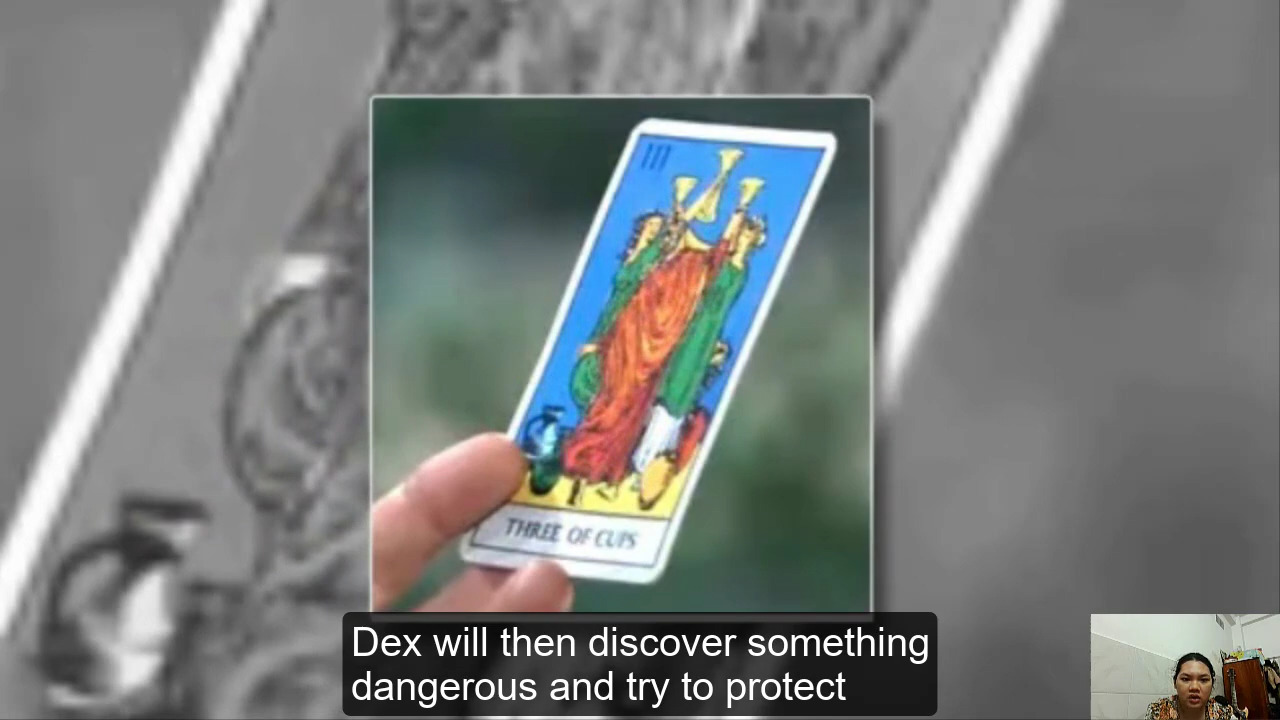 III
THREE OF CUPS
Dex will then discover something
dangerous and try to protect